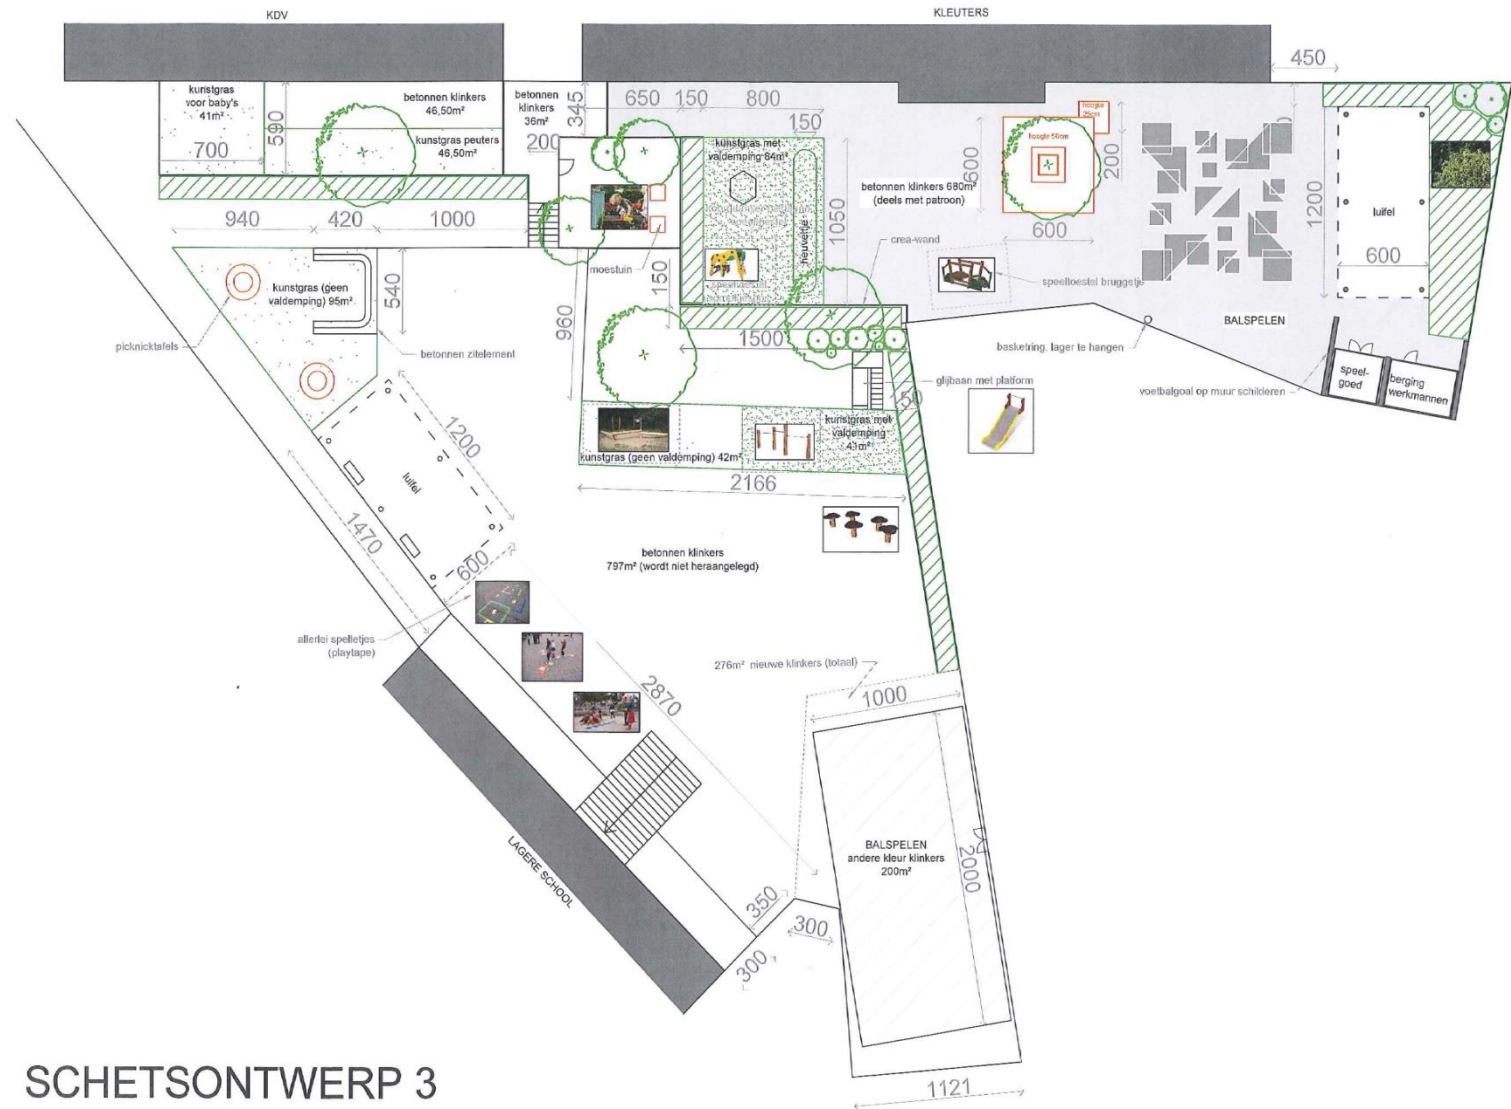 KDV
KLEUTERS
450
kunstgras
voor baby's
41m²
590
700
betonnen klinkers
46,50m²
kunstgras peuters
46,50m²
betonnen
klinkers
36m²
345
200
650
150
800
150
kunstgras met
valdemping 84m²
heuveltje
1050
betonnen klinkers 680m²
(deels met patroon)
hoogte
25cm
hoogte 50cm
600
200
600
1200
luifel
600
940
420
1000
moestuin
crea-wand
speeltoestel bruggetje
BALSPELEN
kunstgras (geen
valdemping) 95m²
540
picknicktafels
betonnen zitelement
960
150
1500
basketring, lager te hangen
voetbalgoal op muur schilderen
speel-
goed
berging
werkmannen
glijbaan met platform
150
kunstgras met
valdemping
41m²
kunstgras (geen valdemping) 42m²
2166
1200
luifel
1470
600
betonnen klinkers
797m² (wordt niet heraangelegd)
allerlei spelletjes
(playtape)
276m² nieuwe klinkers (totaal)
1000
2870
LAGERE SCHOOL
BALSPELEN
andere kleur klinkers
200m²
2000
350
300
300
1121
SCHETSONTWERP 3